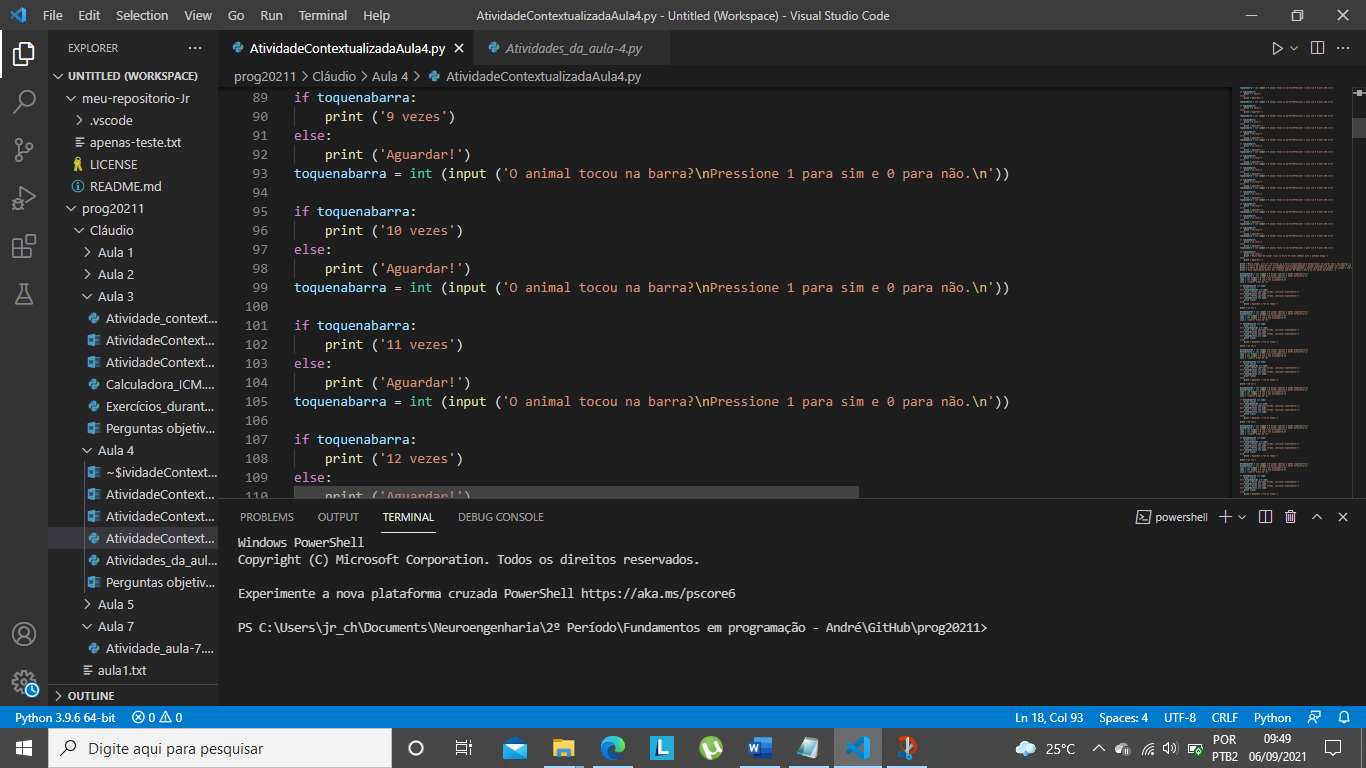 File Edit Selection View Go Run Terminal Help
AtividadeContextualizadaAula4.py - Untitled (Workspace) - Visual Studio Code
EXPLORER ...
UNTITLED (WORKSPACE)
meu-repositorio-Jr
.vscode
apenas-teste.txt
LICENSE
README.md
prog20211
Cláudio
Aula 1
Aula 2
Aula 3
Atividade_context...
AtividadeContext...
AtividadeContext...
Calculadora_ICM....
Exercícios_durant...
Perguntas objetiv...
Aula 4
~$ividadeContext...
AtividadeContext...
AtividadeContext...
AtividadeContext...
Atividades_da_aul...
Perguntas objetiv...
Aula 5
Aula 7
Atividade_aula-7....
aula1.txt
OUTLINE
AtividadeContextualizadaAula4.py
Atividades_da_aula-4.py
prog20211 > Cláudio > Aula 4 > AtividadeContextualizadaAula4.py
89 if toquenabarra:
90 print ('9 vezes')
91 else:
92 print ('Aguardar!')
93 toquenabarra = int (input ('O animal tocou na barra?\nPressione 1 para sim e 0 para não.\n'))
94
95 if toquenabarra:
96 print ('10 vezes')
97 else:
98 print ('Aguardar!')
99 toquenabarra = int (input ('O animal tocou na barra?\nPressione 1 para sim e 0 para não.\n'))
100
101 if toquenabarra:
102 print ('11 vezes')
103 else:
104 print ('Aguardar!')
105 toquenabarra = int (input ('O animal tocou na barra?\nPressione 1 para sim e 0 para não.\n'))
106
107 if toquenabarra:
108 print ('12 vezes')
109 else:
110 print ('Aguardar!')
PROBLEMS OUTPUT TERMINAL DEBUG CONSOLE
powershell
Windows PowerShell
Copyright (C) Microsoft Corporation. Todos os direitos reservados.
Experimente a nova plataforma cruzada PowerShell https://aka.ms/pscore6
PS C:\Users\jr_ch\Documents\Neuroengenharia\2º Período\Fundamentos em programação - André\GitHub\prog20211>
Python 3.9.6 64-bit 0 0
Ln 18, Col 93 Spaces: 4 UTF-8 CRLF Python
Digite aqui para pesquisar
L
25°C
POR
PTB2
09:49
06/09/2021